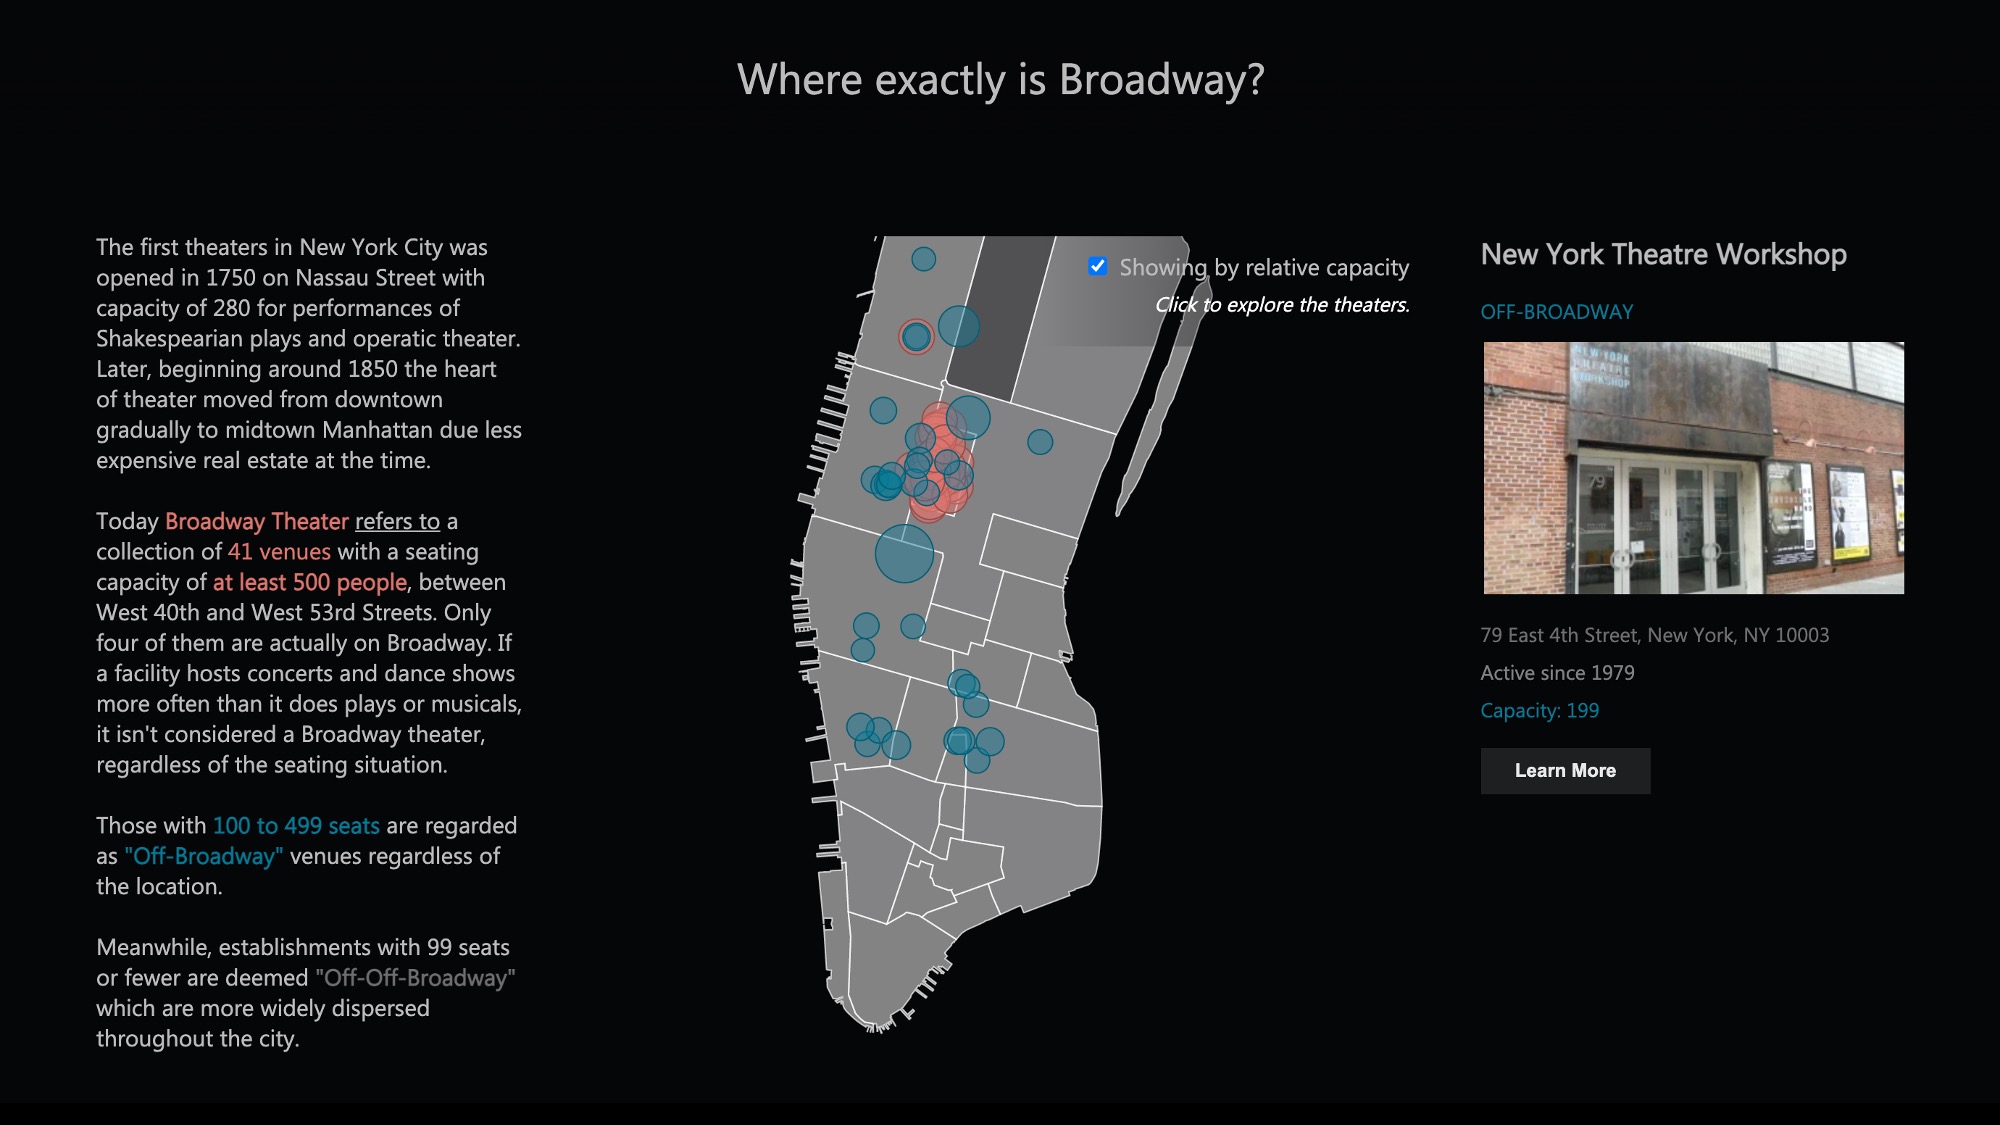 Where exactly is Broadway?
The first theaters in New York City was
opened in 1750 on Nassau Street with
capacity of 280 for performances of
Shakespearian plays and operatic theater.
Later, beginning around 1850 the heart
of theater moved from downtown
gradually to midtown Manhattan due less
expensive real estate at the time.
Today Broadway Theater refers to a
collection of 41 venues with a seating
capacity of at least 500 people, between
West 40th and West 53rd Streets. Only
four of them are actually on Broadway. If
a facility hosts concerts and dance shows
more often than it does plays or musicals,
it isn't considered a Broadway theater,
regardless of the seating situation.
Those with 100 to 499 seats are regarded
as "Off-Broadway" venues regardless of
the location.
Meanwhile, establishments with 99 seats
or fewer are deemed "Off-Off-Broadway"
which are more widely dispersed
throughout the city.
Showing by relative capacity
Click to explore the theaters.
New York Theatre Workshop
OFF-BROADWAY
NEW YORK
THEATRE
WORKSHOP
79
79 East 4th Street, New York, NY 10003
Active since 1979
Capacity: 199
Learn More